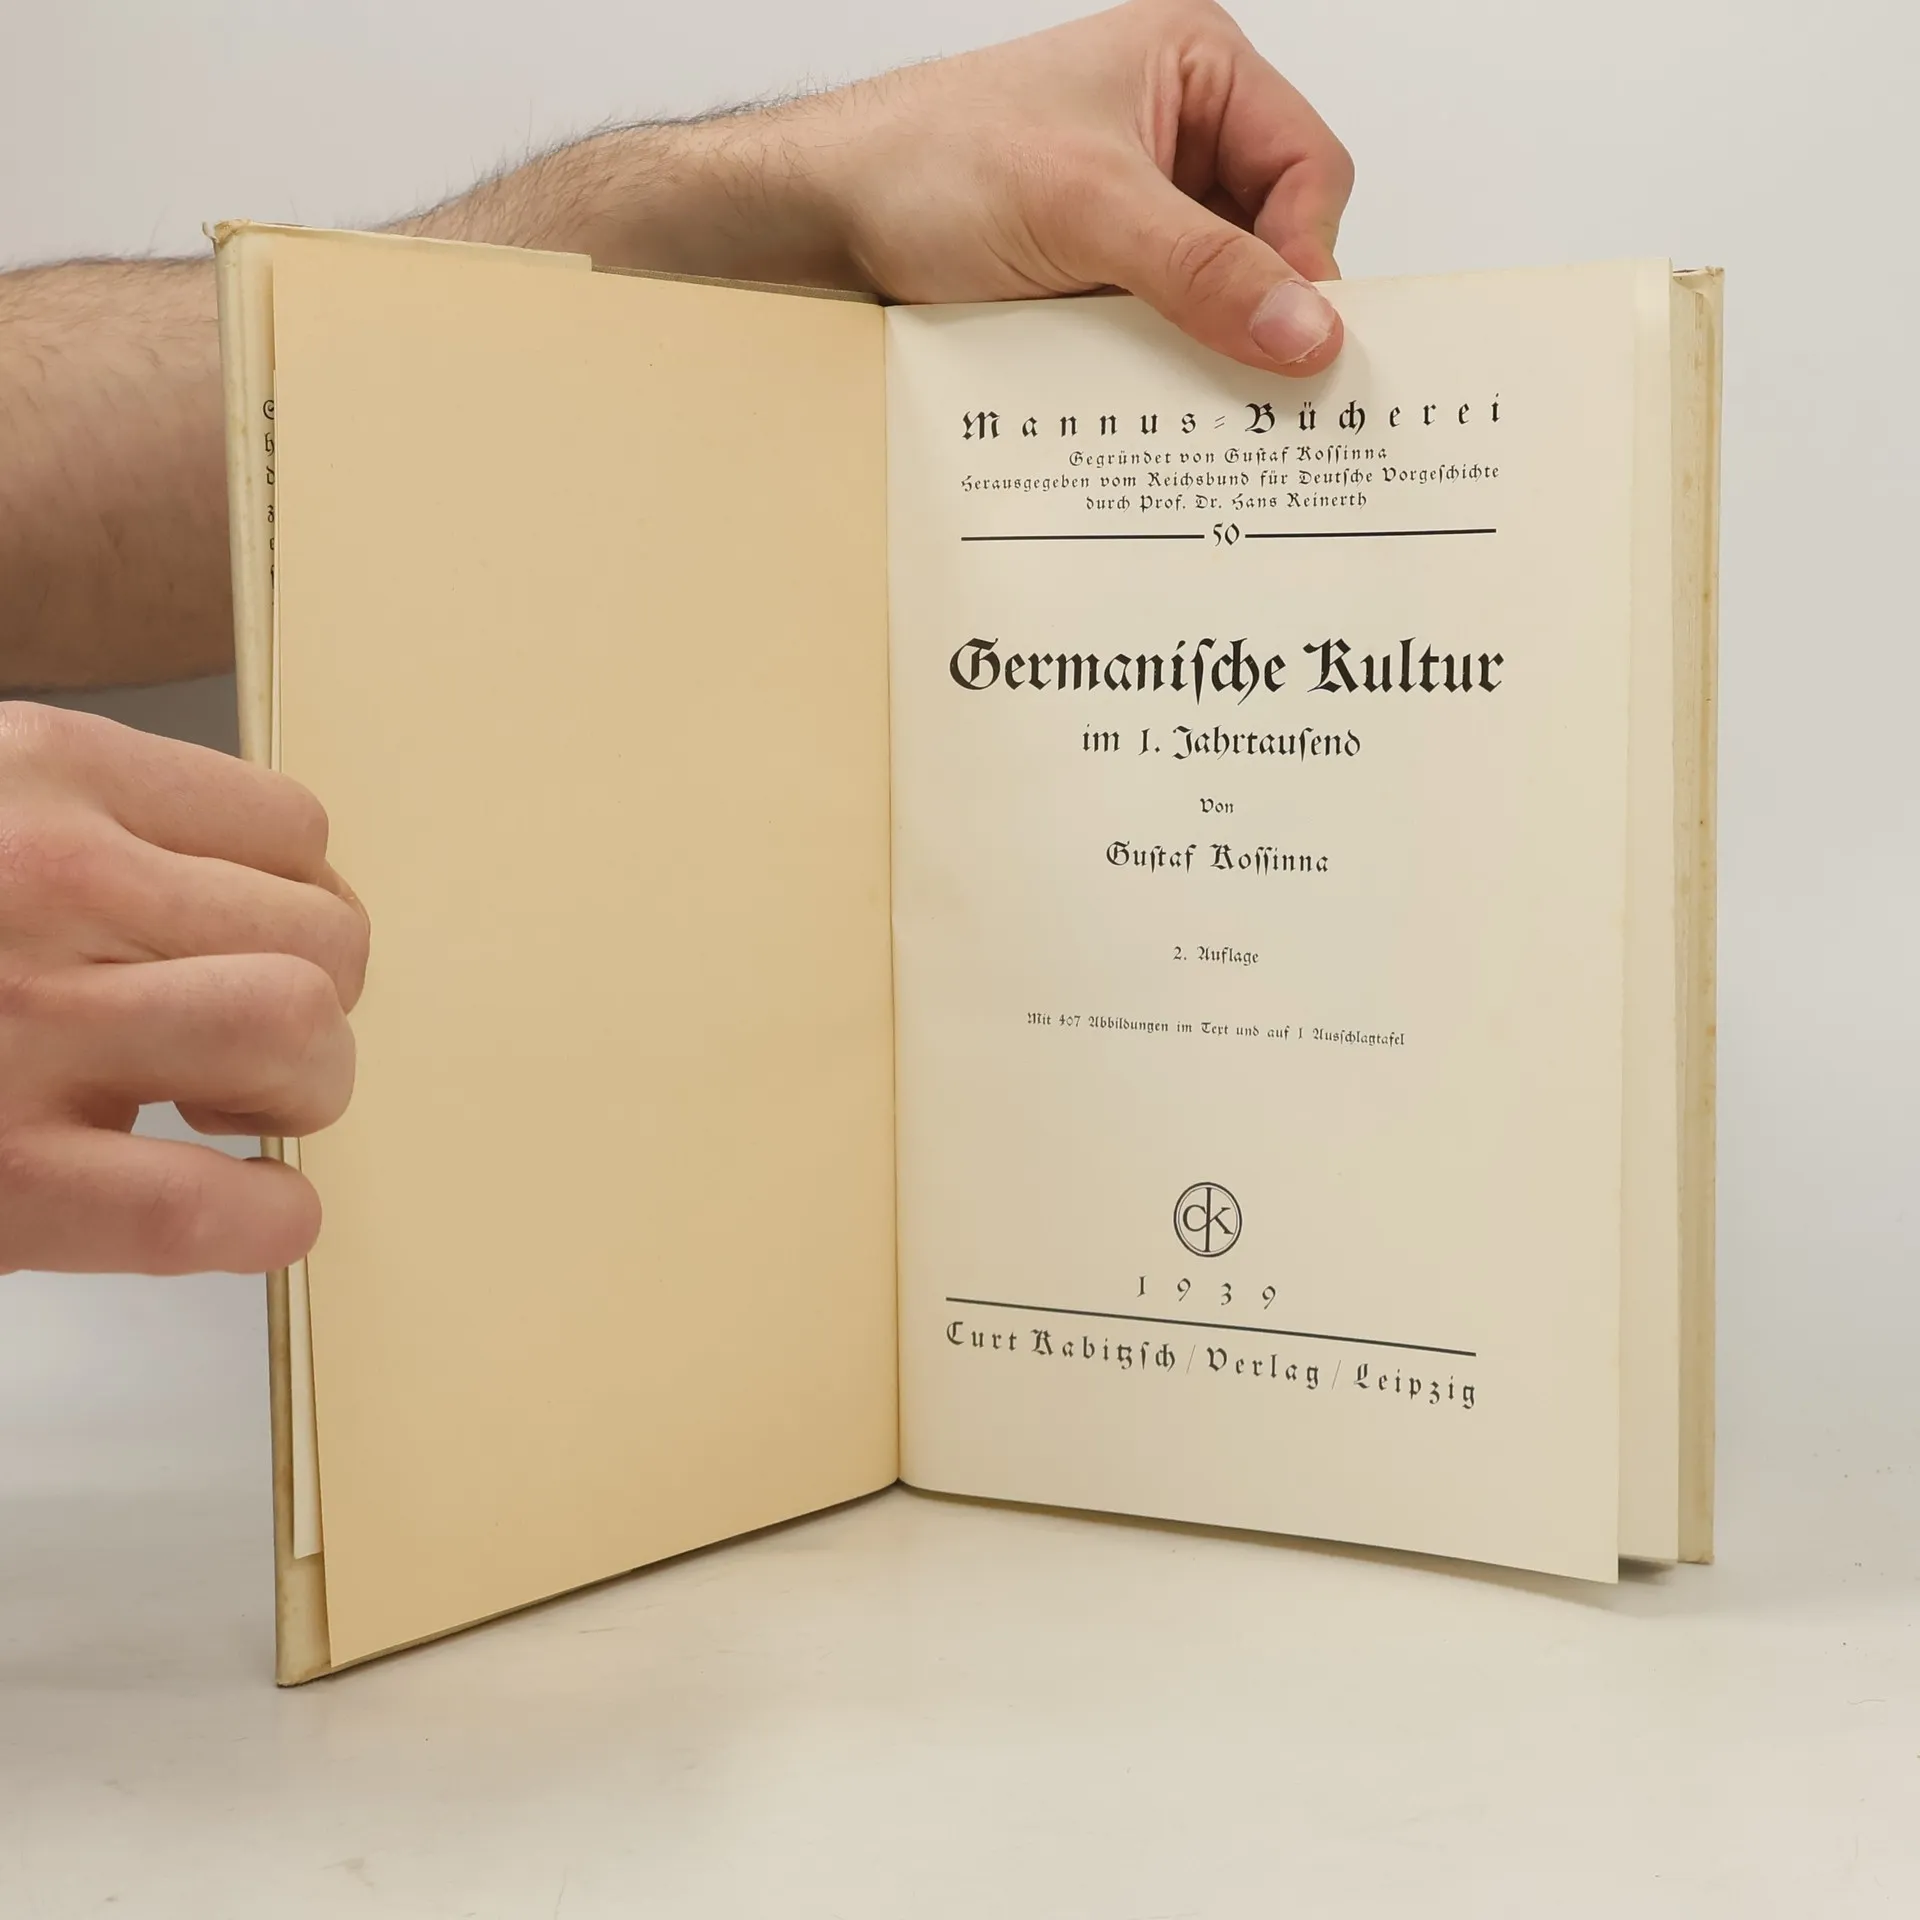 Mannus=Bücherei
Gegründet von Gustaf Kossinna
Herausgegeben vom Reichsbund für Deutsche Vorgeschichte
durch Prof. Dr. Hans Reinerth
50
Germanische Kultur
im 1. Jahrtausend
Von
Gustaf Kossinna
2. Auflage
Mit 407 Abbildungen im Text und auf 1 Ausschlagtafel
CK
1939
Curt Kabitzsch / Verlag / Leipzig